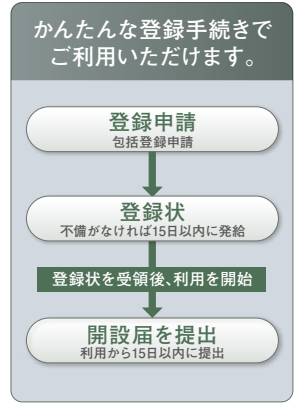 かんたんな登録手続きで
ご利用いただけます。
登録申請
包括登録申請
登録状
不備がなければ15日以内に発給
登録状を受領後、利用を開始
開設届を提出
利用から15日以内に提出